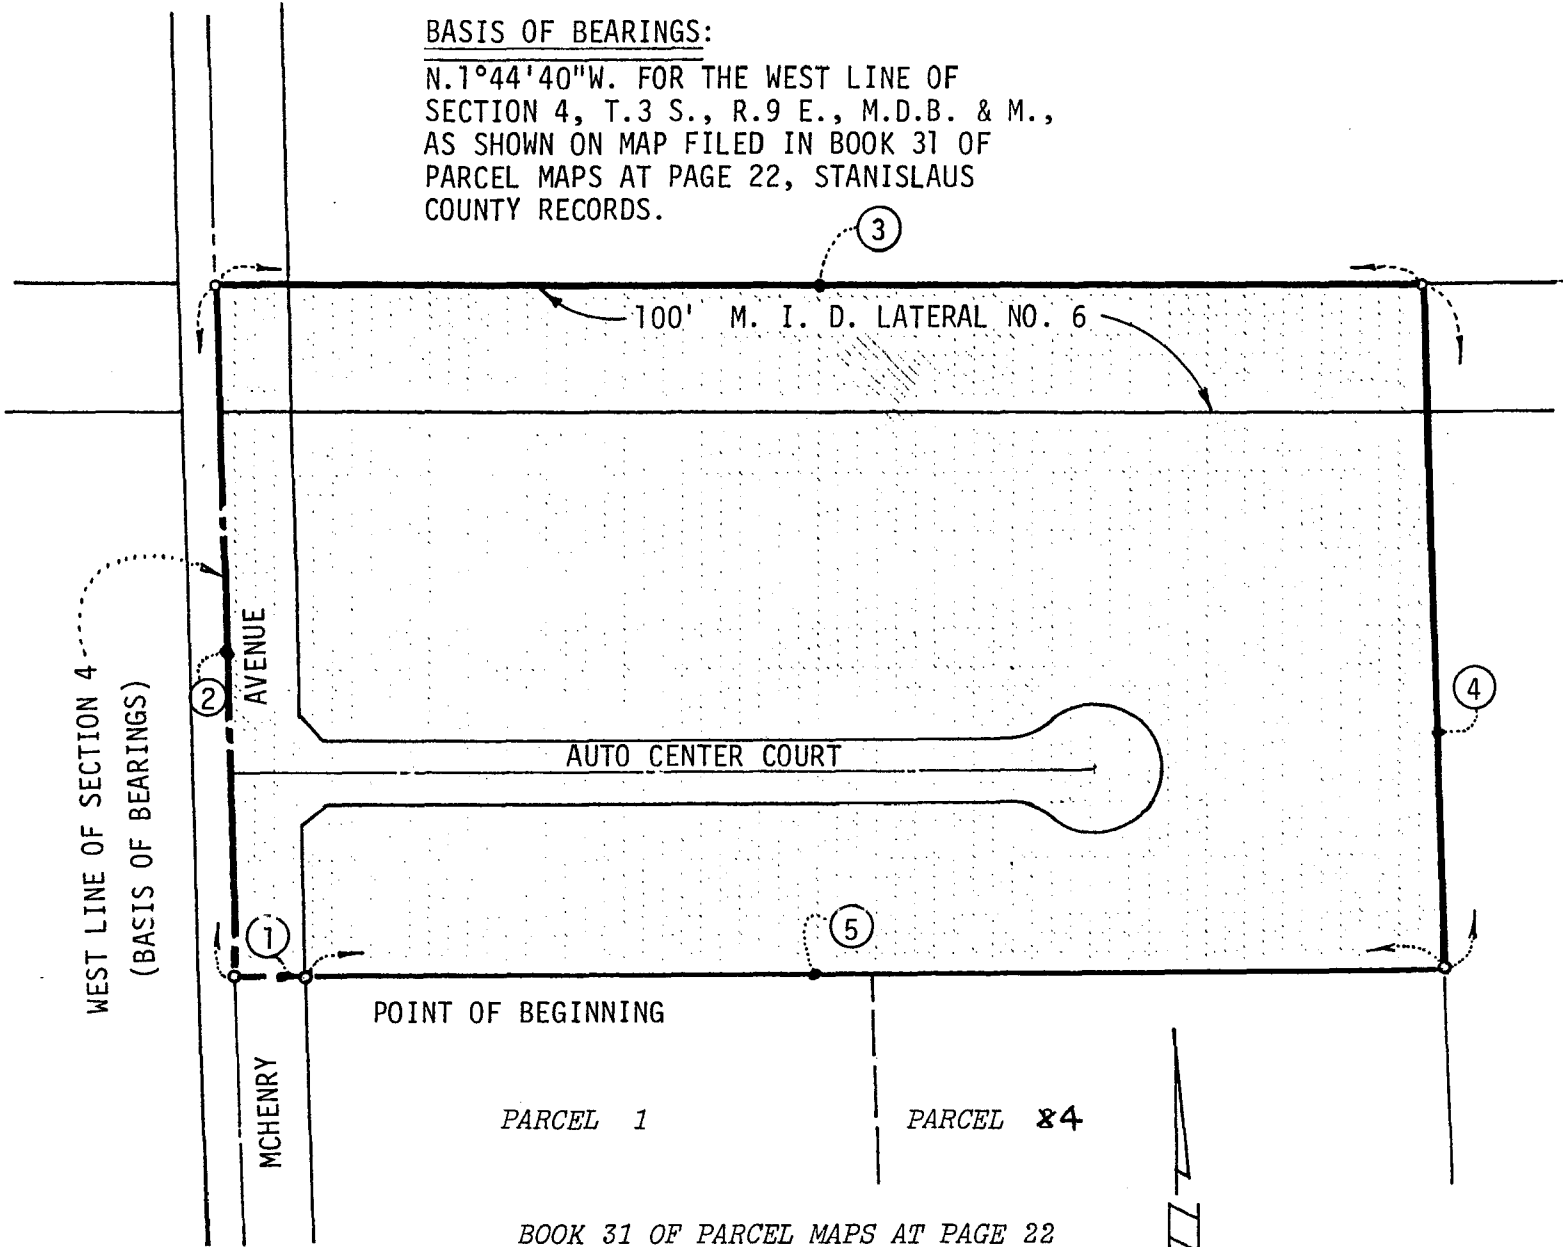 BASIS OF BEARINGS:
N.1°44'40"W. FOR THE WEST LINE OF
SECTION 4, T.3 S., R.9 E., M.D.B. & M.,
AS SHOWN ON MAP FILED IN BOOK 31 OF
PARCEL MAPS AT PAGE 22, STANISLAUS
COUNTY RECORDS.
3
100' M. I. D. LATERAL NO. 6
WEST LINE OF SECTION 4
(BASIS OF BEARINGS)
2
AVENUE
4
AUTO CENTER COURT
1
5
POINT OF BEGINNING
MCHENRY
PARCEL 1
PARCEL 4
BOOK 31 OF PARCEL MAPS AT PAGE 22